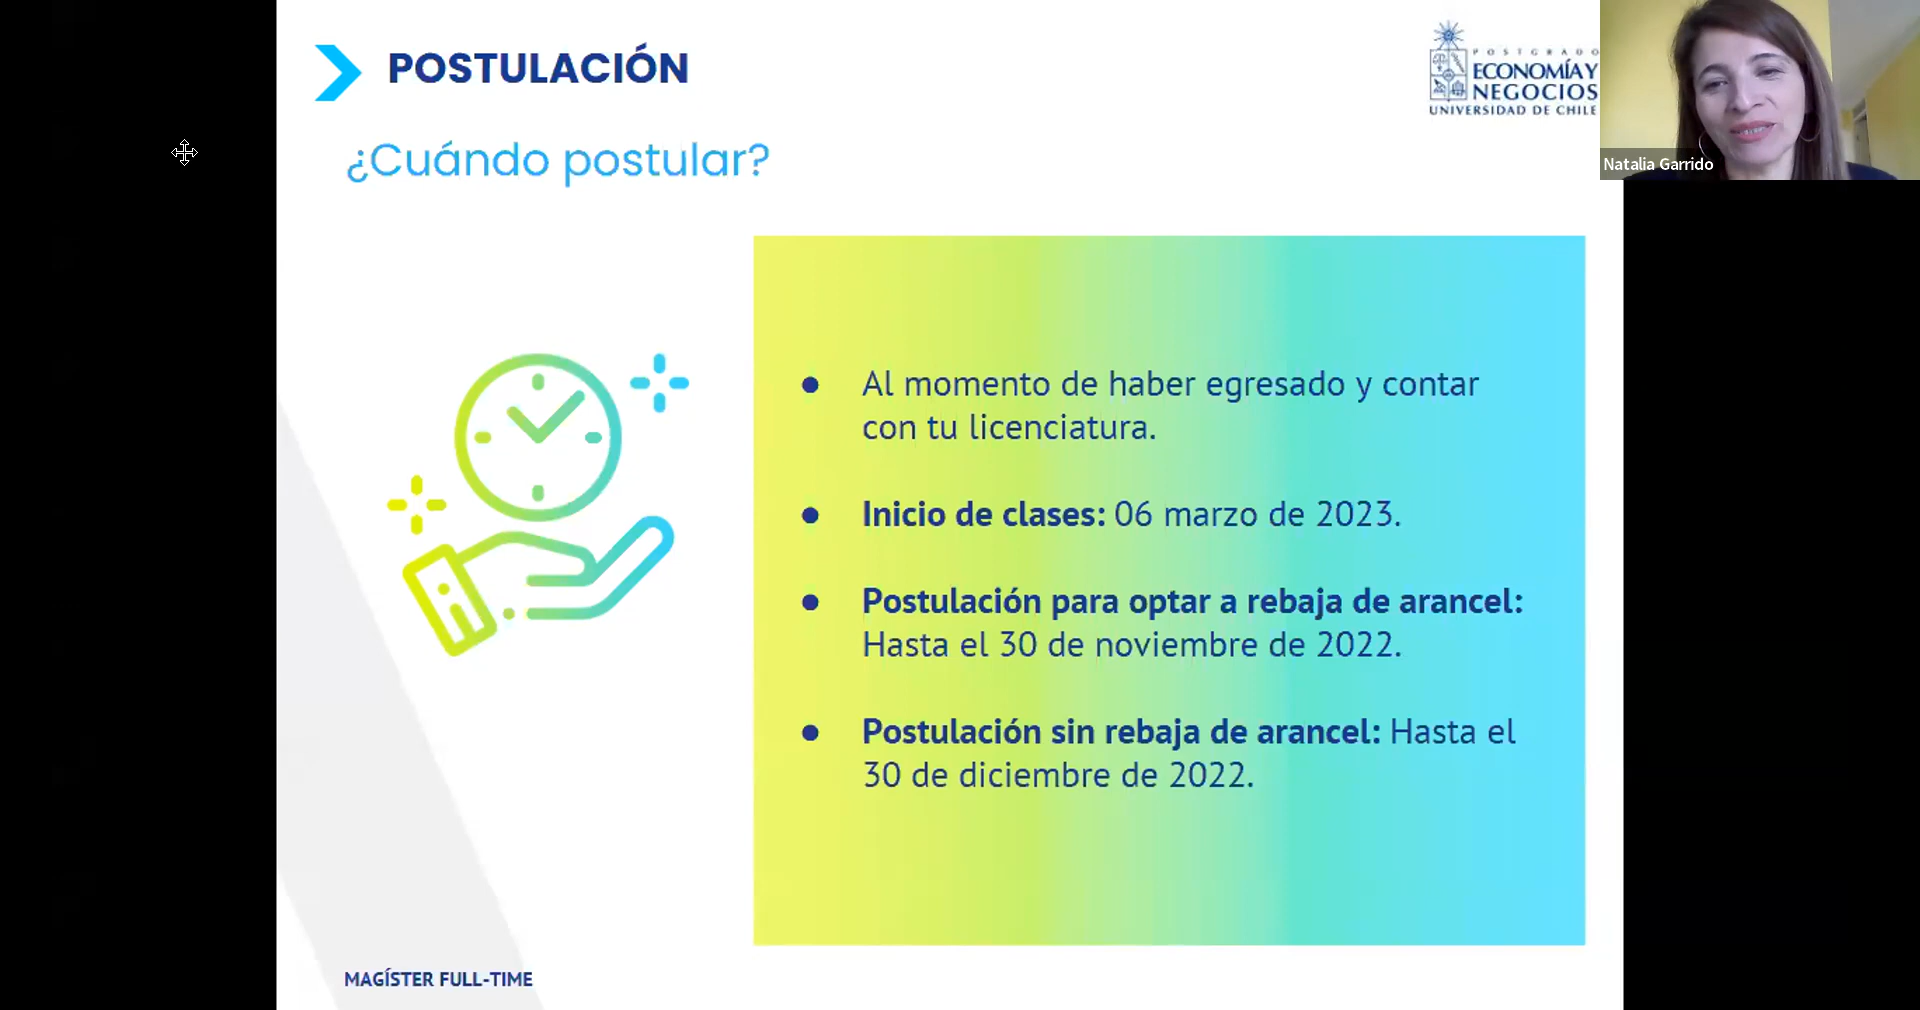 POSTULACIÓN
¿Cuándo postular?
POSTGRADO
ECONOMÍA Y
NEGOCIOS
UNIVERSIDAD DE CHILE
Natalia Garrido
● Al momento de haber egresado y contar
con tu licenciatura.
● Inicio de clases: 06 marzo de 2023.
● Postulación para optar a rebaja de arancel:
Hasta el 30 de noviembre de 2022.
● Postulación sin rebaja de arancel: Hasta el
30 de diciembre de 2022.
MAGÍSTER FULL-TIME